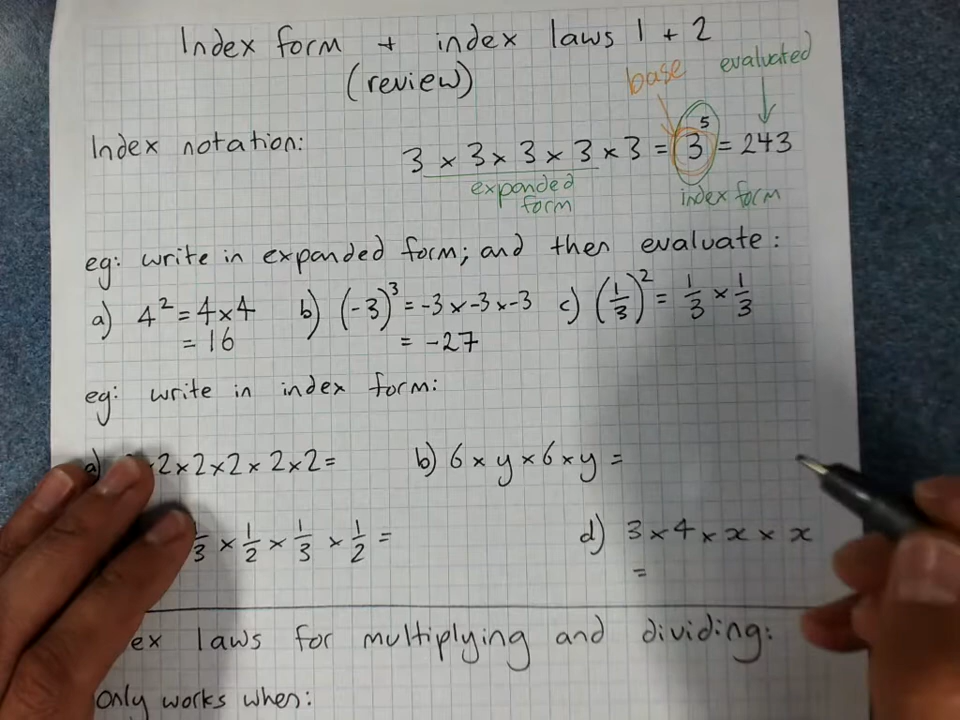 Index form + index laws 1 + 2
(review)
base evaluated
Index notation: 3 × 3 × 3 × 3 × 3 = 3⁵ = 243
expanded form index form
eg: write in expanded form; and then evaluate:
a) 4² = 4×4 b) (-3)³ = -3 × -3 × -3 c) (1/3)² = 1/3 × 1/3
= 16 = -27
eg: write in index form:
a) 2×2×2×2×2= b) 6 × y × 6 × y =
1/3 × 1/2 × 1/3 × 1/2 = d) 3 × 4 × x × x
=
ex laws for multiplying and dividing:
only works when: